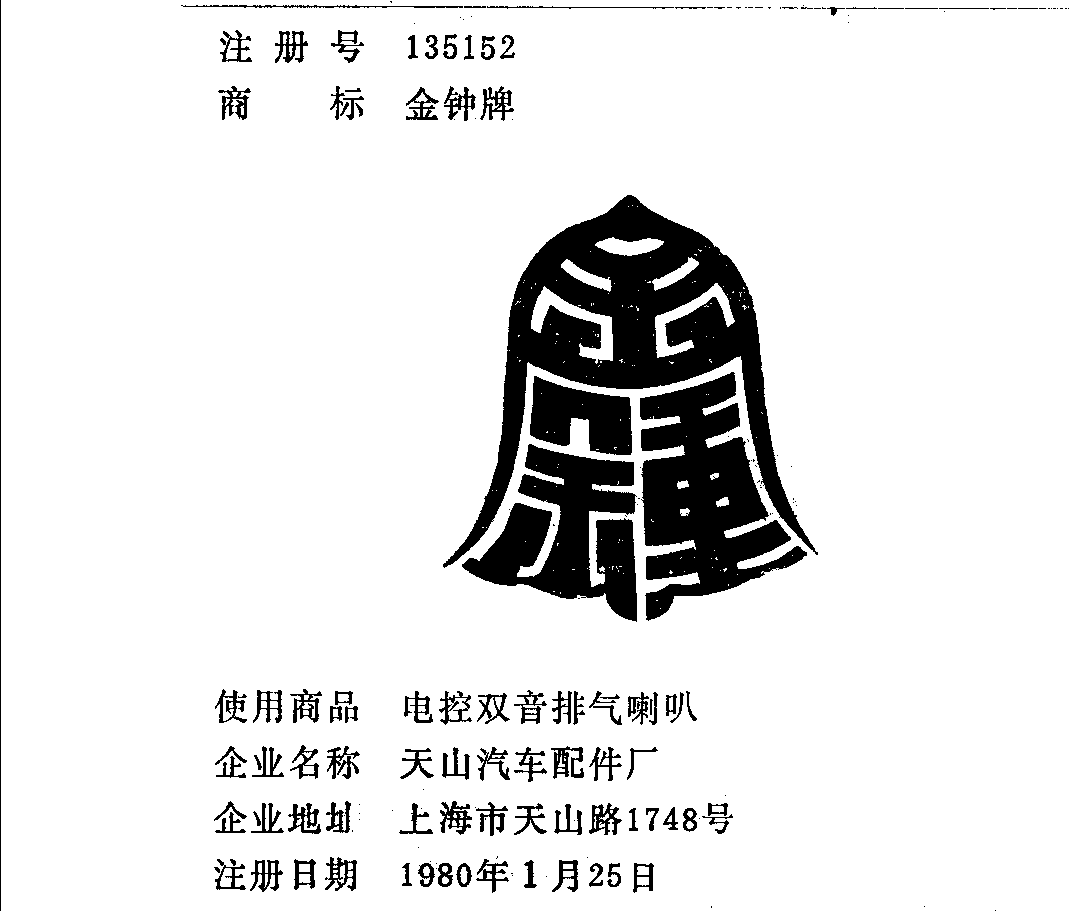 注册号 135152
商标 金钟牌
金鍾
使用商品 电控双音排气喇叭
企业名称 天山汽车配件厂
企业地址 上海市天山路1748号
注册日期 1980年1月25日